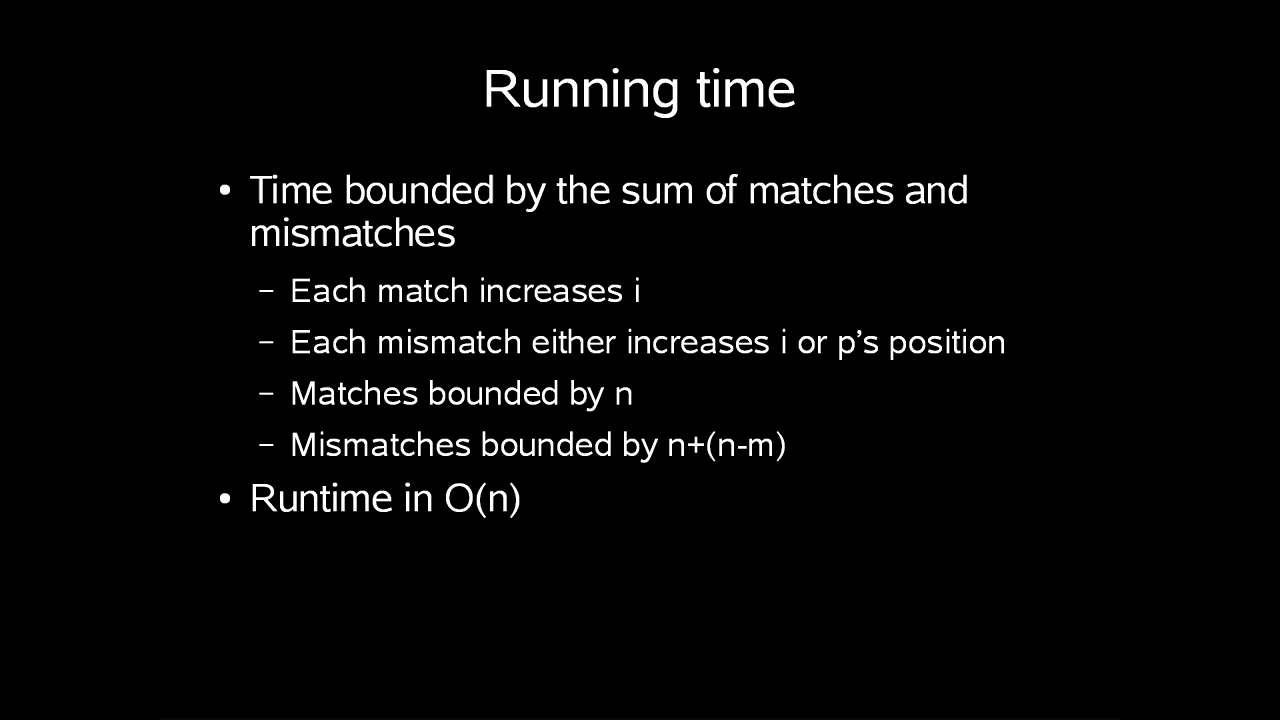 Running time
• Time bounded by the sum of matches and
mismatches
– Each match increases i
– Each mismatch either increases i or p’s position
– Matches bounded by n
– Mismatches bounded by n+(n-m)
• Runtime in O(n)